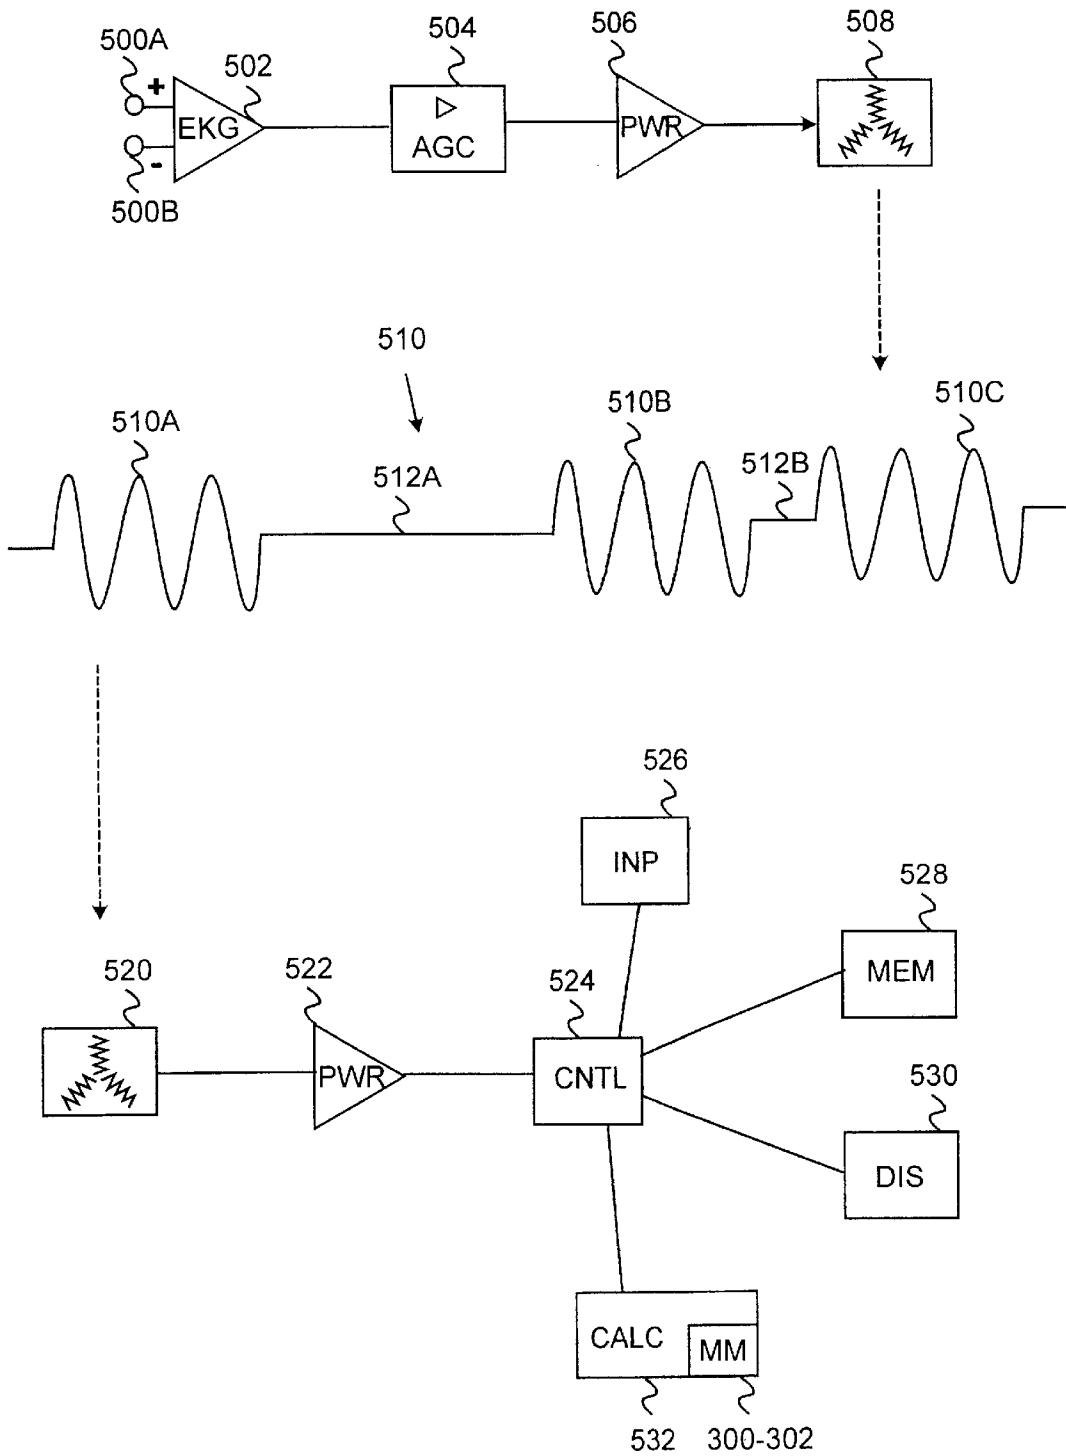 500A
502
504
506
508
+
EKG
-
AGC
PWR
500B
510
510A
510B
510C
512A
512B
526
INP
528
MEM
520
522
524
PWR
CNTL
530
DIS
CALC
MM
532
300-302